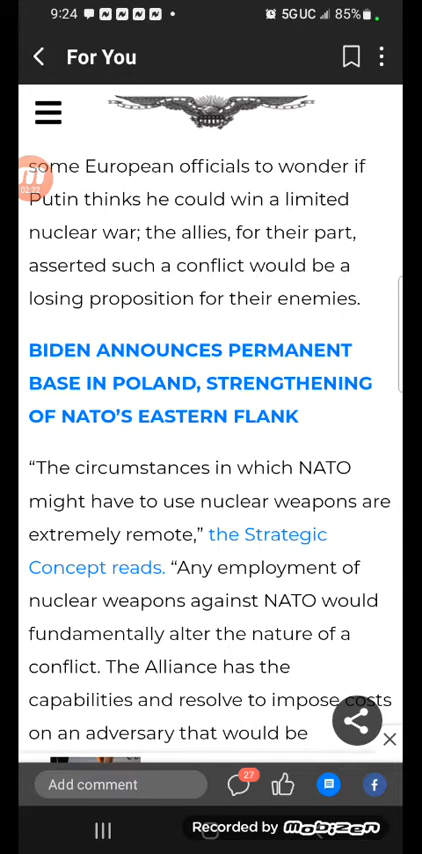 9:24
5GUC 85%
For You
some European officials to wonder if
02:22
Putin thinks he could win a limited
nuclear war; the allies, for their part,
asserted such a conflict would be a
losing proposition for their enemies.
BIDEN ANNOUNCES PERMANENT
BASE IN POLAND, STRENGTHENING
OF NATO’S EASTERN FLANK
“The circumstances in which NATO
might have to use nuclear weapons are
extremely remote,” the Strategic
Concept reads. “Any employment of
nuclear weapons against NATO would
fundamentally alter the nature of a
conflict. The Alliance has the
capabilities and resolve to impose costs
on an adversary that would be
Add comment
27
Recorded by mobizen